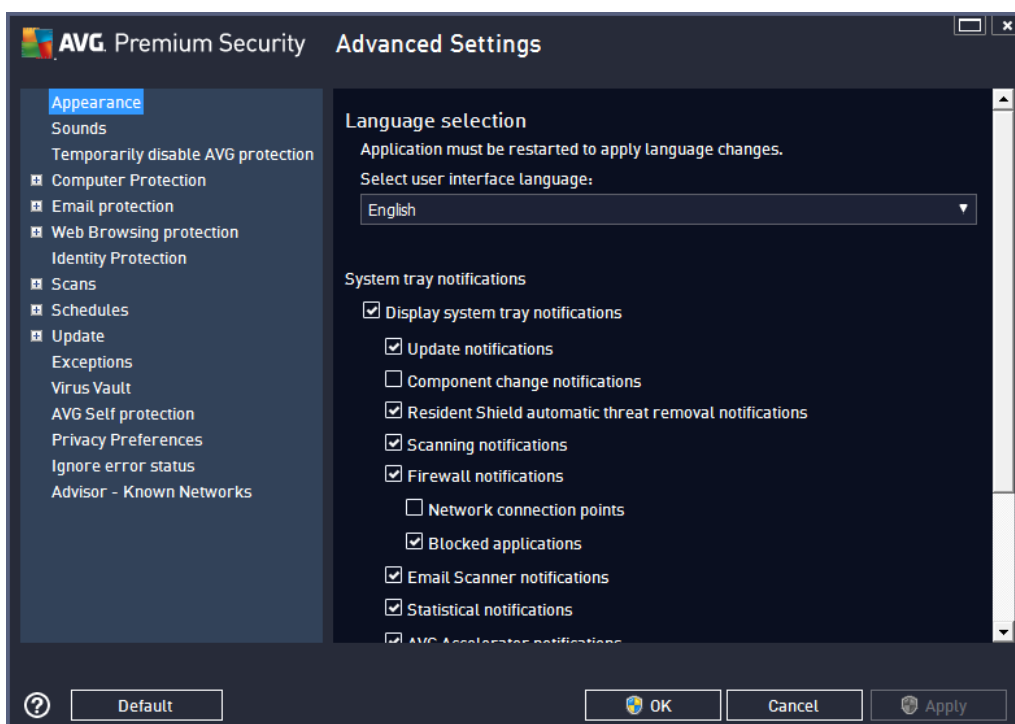 AVG. Premium Security
Advanced Settings
Appearance
Sounds
Temporarily disable AVG protection
Computer Protection
Email protection
Web Browsing protection
Identity Protection
Scans
Schedules
Update
Exceptions
Virus Vault
AVG Self protection
Privacy Preferences
Ignore error status
Advisor - Known Networks
Language selection
Application must be restarted to apply language changes.
Select user interface language:
English
System tray notifications
Display system tray notifications
Update notifications
Component change notifications
Resident Shield automatic threat removal notifications
Scanning notifications
Firewall notifications
Network connection points
Blocked applications
Email Scanner notifications
Statistical notifications
AVG Accelerator notifications
Default
OK
Cancel
Apply